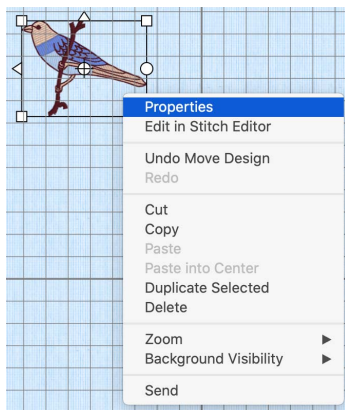 Properties
Edit in Stitch Editor
Undo Move Design
Redo
Cut
Copy
Paste
Paste into Center
Duplicate Selected
Delete
Zoom
Background Visibility
Send